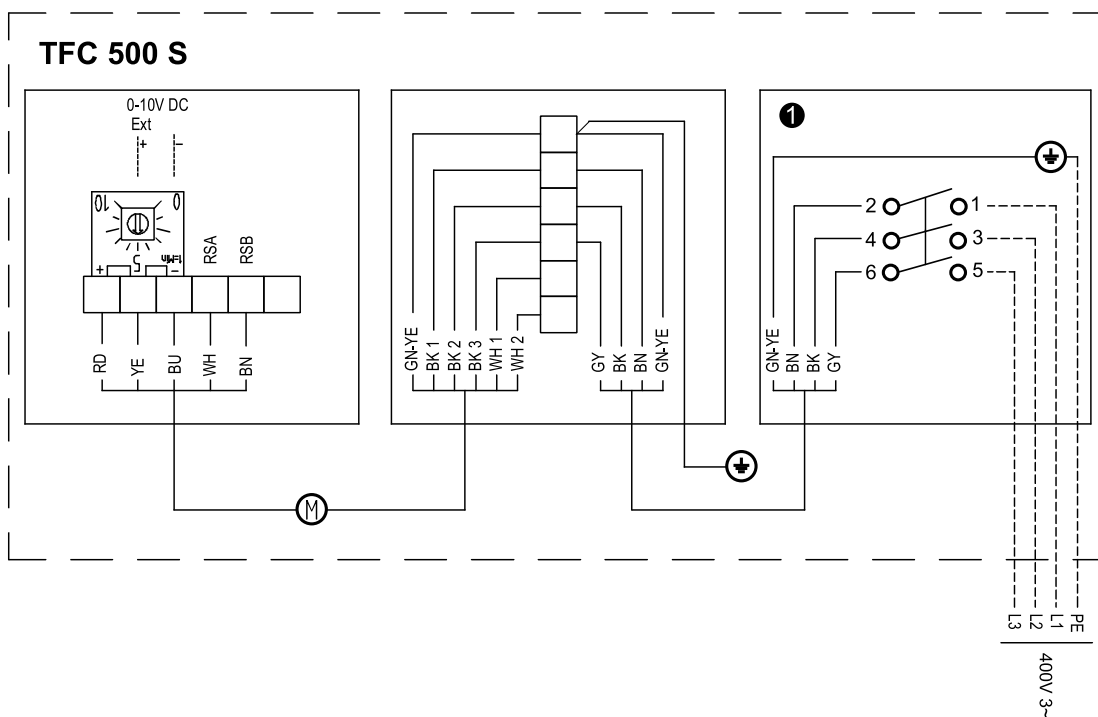 TFC 500 S
0-10V DC
Ext
+ -
10 0
5
+ -
RSA
RSB
RD
YE
BU
WH
BN
M
GN-YE
BK 1
BK 2
BK 3
WH 1
WH 2
GY
BK
BN
GN-YE
1
2 1
4 3
6 5
GN-YE
BN
BK
GY
L3
L2
L1
PE
400V 3~